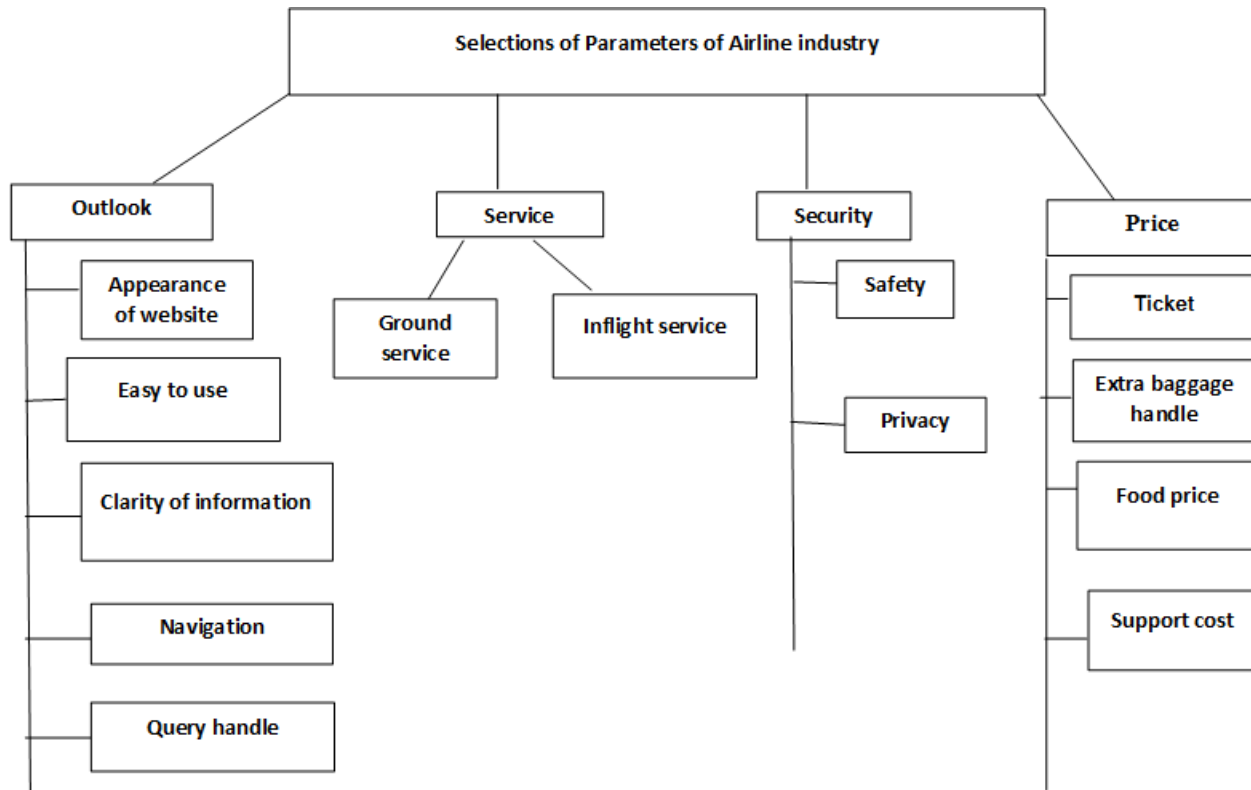 Selections of Parameters of Airline industry
Outlook
Service
Security
Price
Appearance
of website
Easy to use
Clarity of information
Navigation
Query handle
Ground
service
Inflight service
Safety
Privacy
Ticket
Extra baggage
handle
Food price
Support cost